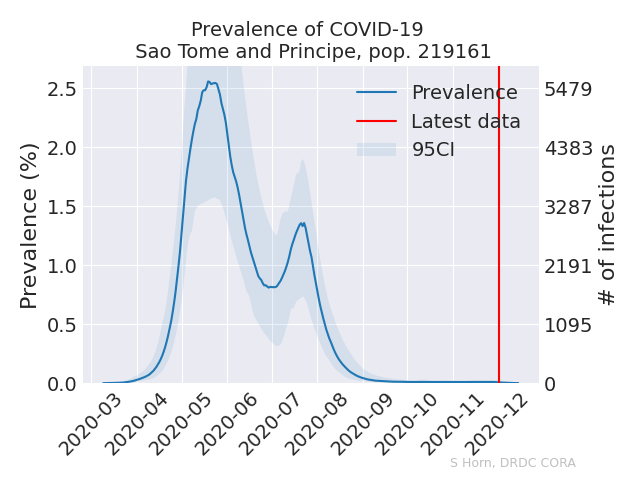 Prevalence of COVID-19
Sao Tome and Principe, pop. 219161
Prevalence
Latest data
95CI
Prevalence (%)
2.5
2.0
1.5
1.0
0.5
0.0
5479
4383
3287
2191
1095
0
# of infections
2020-03
2020-04
2020-05
2020-06
2020-07
2020-08
2020-09
2020-10
2020-11
2020-12
S Horn, DRDC CORA